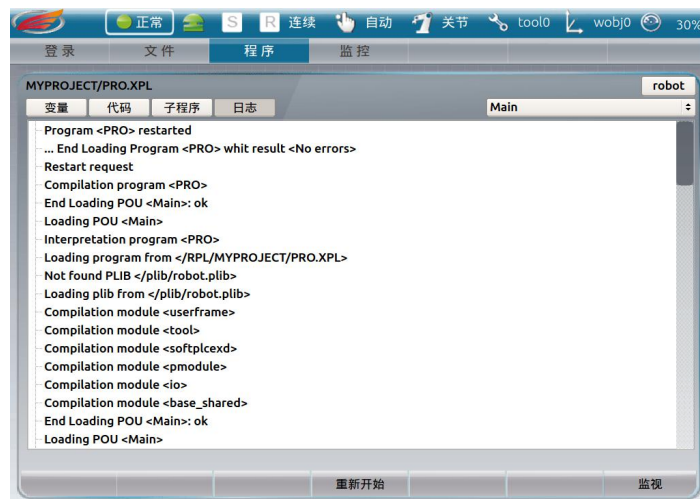 正常 S R 连续 自动 关节 tool0 wobj0 30%
登录 文件 程序 监控
MYPROJECT/PRO.XPL robot
变量 代码 子程序 日志 Main
Program <PRO> restarted
... End Loading Program <PRO> whit result <No errors>
Restart request
Compilation program <PRO>
End Loading POU <Main>: ok
Loading POU <Main>
Interpretation program <PRO>
Loading program from </RPL/MYPROJECT/PRO.XPL>
Not found PLIB </plib/robot.plib>
Loading plib from </plib/robot.plib>
Compilation module <userframe>
Compilation module <tool>
Compilation module <softplcexd>
Compilation module <pmodule>
Compilation module <io>
Compilation module <base_shared>
End Loading POU <Main>: ok
Loading POU <Main>
重新开始 监视